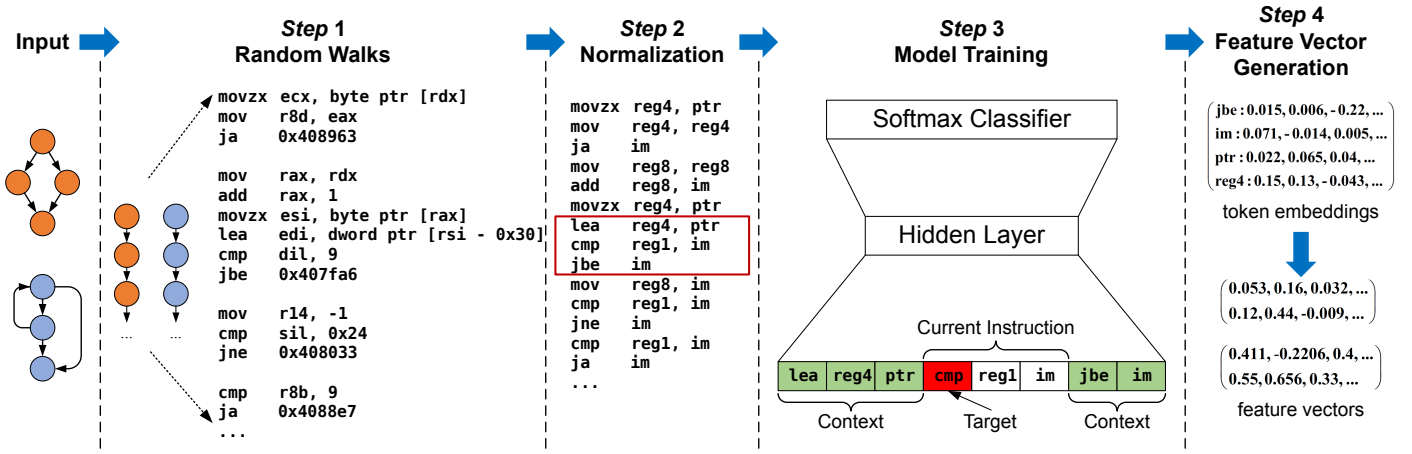 Input
Step 1
Random Walks
movzx ecx, byte ptr [rdx]
mov r8d, eax
ja 0x408963
mov rax, rdx
add rax, 1
movzx esi, byte ptr [rax]
lea edi, dword ptr [rsi - 0x30]
cmp dil, 9
jbe 0x407fa6
mov r14, -1
cmp sil, 0x24
jne 0x408033
cmp r8b, 9
ja 0x4088e7
...
... ...
Step 2
Normalization
movzx reg4, ptr
mov reg4, reg4
ja im
mov reg8, reg8
add reg8, im
movzx reg4, ptr
lea reg4, ptr
cmp reg1, im
jbe im
mov reg8, im
cmp reg1, im
jne im
cmp reg1, im
ja im
...
Step 3
Model Training
Softmax Classifier
Hidden Layer
Current Instruction
lea reg4 ptr cmp reg1 im jbe im
Context Target Context
Step 4
Feature Vector
Generation
jbe : 0.015, 0.006, - 0.22, ...
im : 0.071, - 0.014, 0.005, ...
ptr : 0.022, 0.065, 0.04, ...
reg4 : 0.15, 0.13, - 0.043, ...
token embeddings
0.053, 0.16, 0.032, ...
0.12, 0.44, -0.009, ...
0.411, -0.2206, 0.4, ...
0.55, 0.656, 0.33, ...
feature vectors